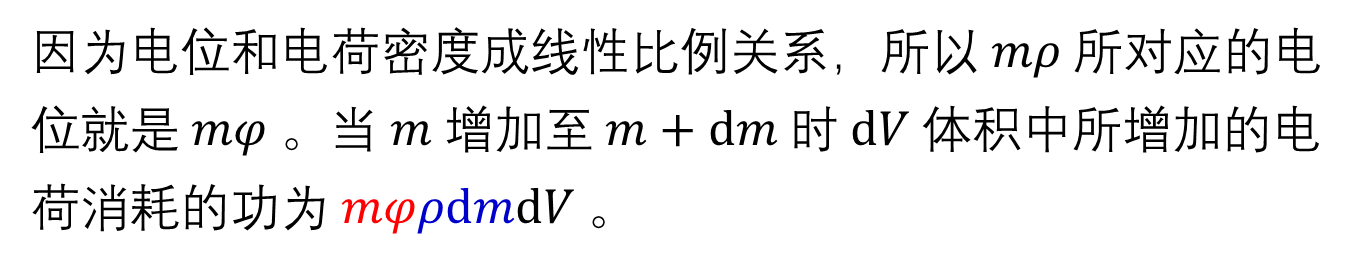 因为电位和电荷密度成线性比例关系，所以 mρ 所对应的电
位就是 mφ 。当 m 增加至 m + dm 时 dV 体积中所增加的电
荷消耗的功为 mφρdmdV 。